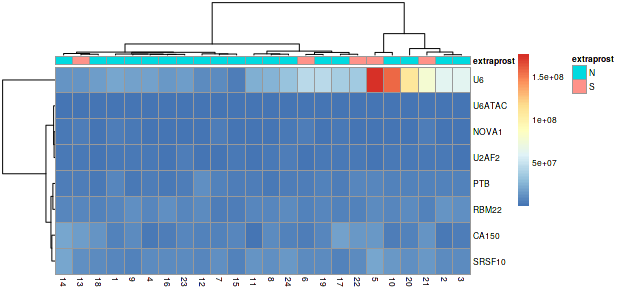 extraprost
extraprost
N
S
1.5e+08
1e+08
5e+07
U6
U6ATAC
NOVA1
U2AF2
PTB
RBM22
CA150
SRSF10
14 13 18 1 9 4 16 23 12 7 15 11 8 24 6 19 17 22 5 10 20 21 2 3